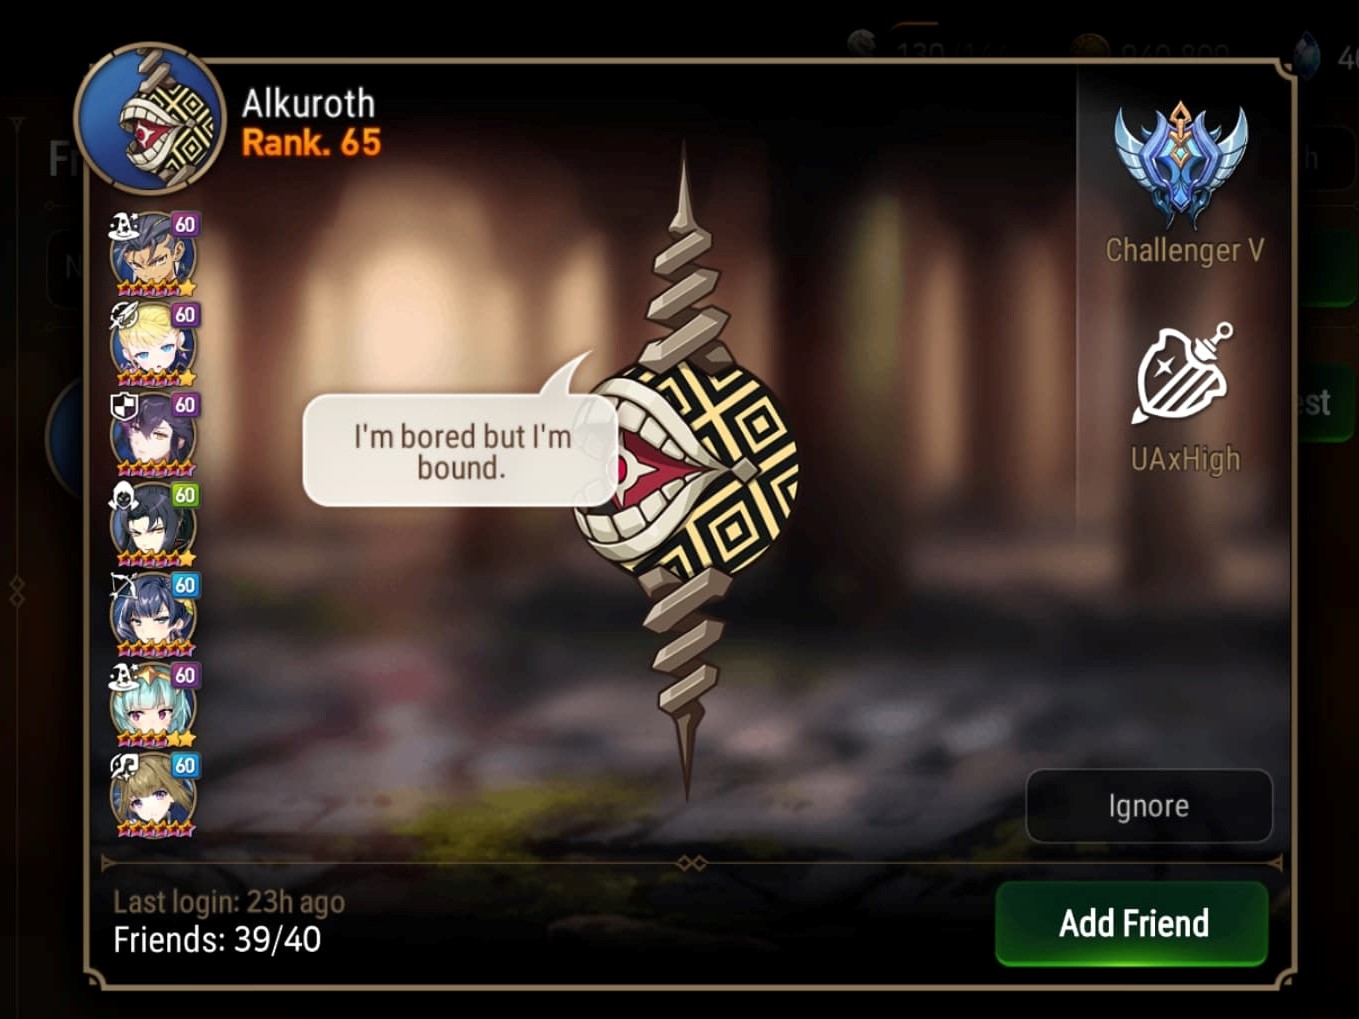 Alkuroth
Rank. 65
60
60
60
60
60
60
60
I'm bored but I'm
bound.
Challenger V
UAxHigh
Ignore
Last login: 23h ago
Friends: 39/40
Add Friend